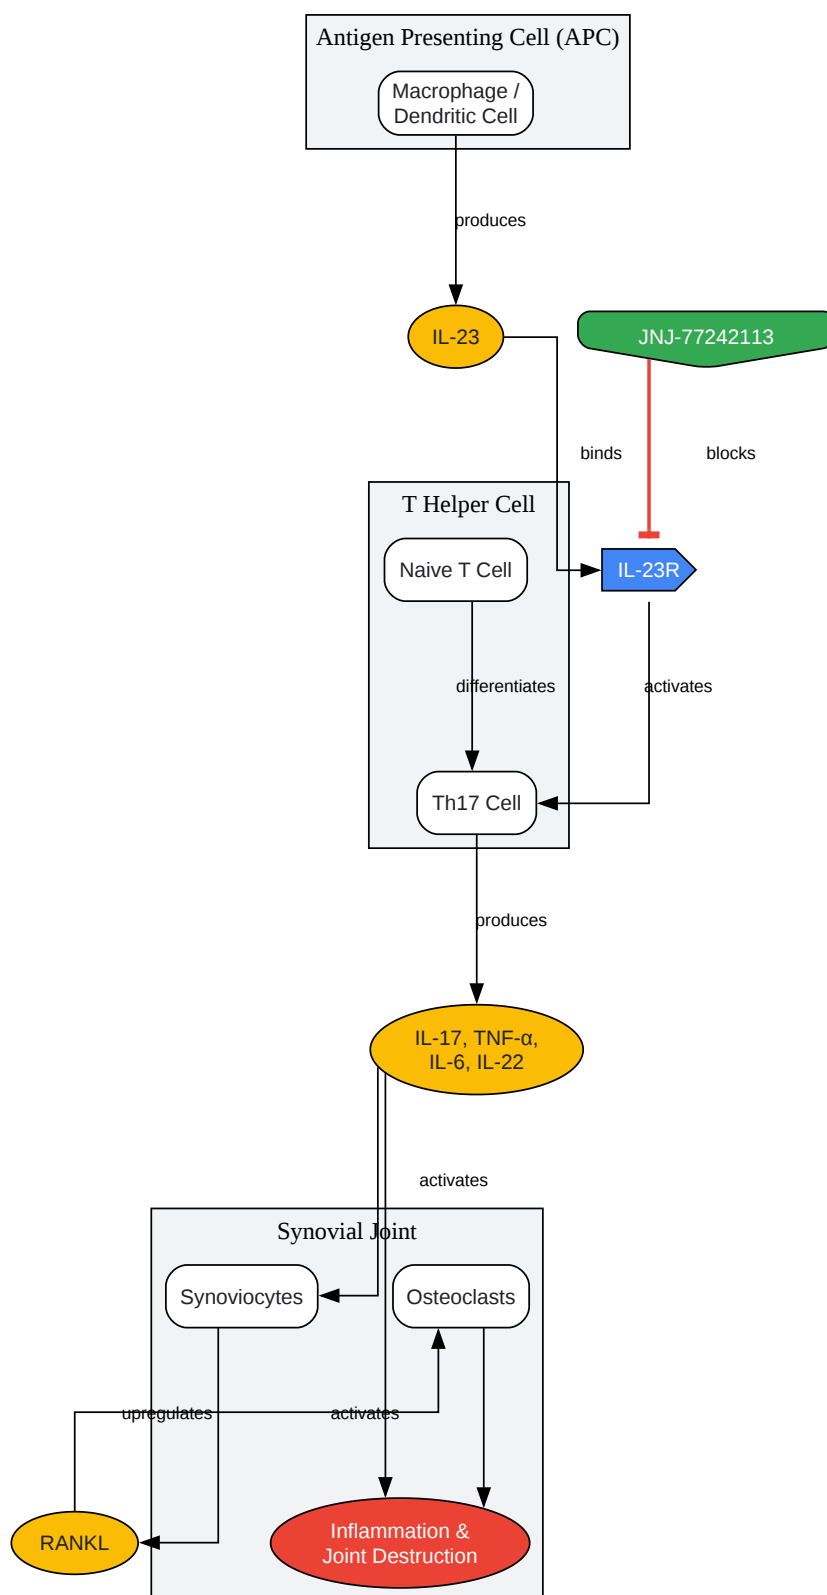 Antigen Presenting Cell (APC)
Macrophage /
Dendritic Cell
produces
IL-23
JNJ-77242113
binds
blocks
T Helper Cell
Naive T Cell
IL-23R
differentiates
activates
Th17 Cell
produces
IL-17, TNF-α,
IL-6, IL-22
activates
Synovial Joint
Synoviocytes
Osteoclasts
upregulates
activates
RANKL
Inflammation &
Joint Destruction